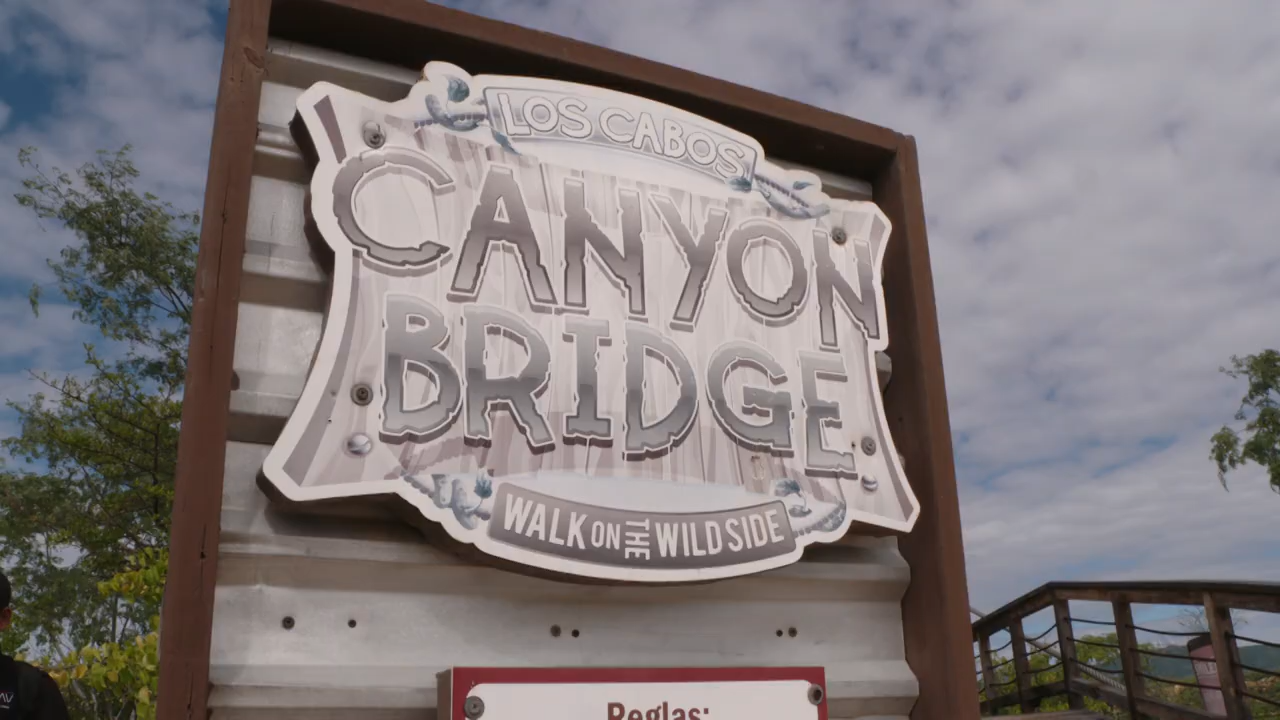 LOS CABOS
CANYON
BRIDGE
WALK ON THE WILD SIDE
Reglas: